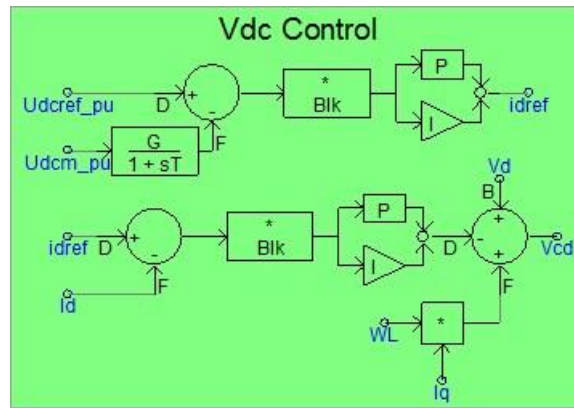 Vdc Control
Udcref_pu
D
+
-
F
*
Blk
P
I
idref
Udcm_pu
G
1 + sT
idref
D
+
-
F
Id
*
Blk
P
I
D
-
Vd
B
+
+
F
Vcd
WL
*
Iq